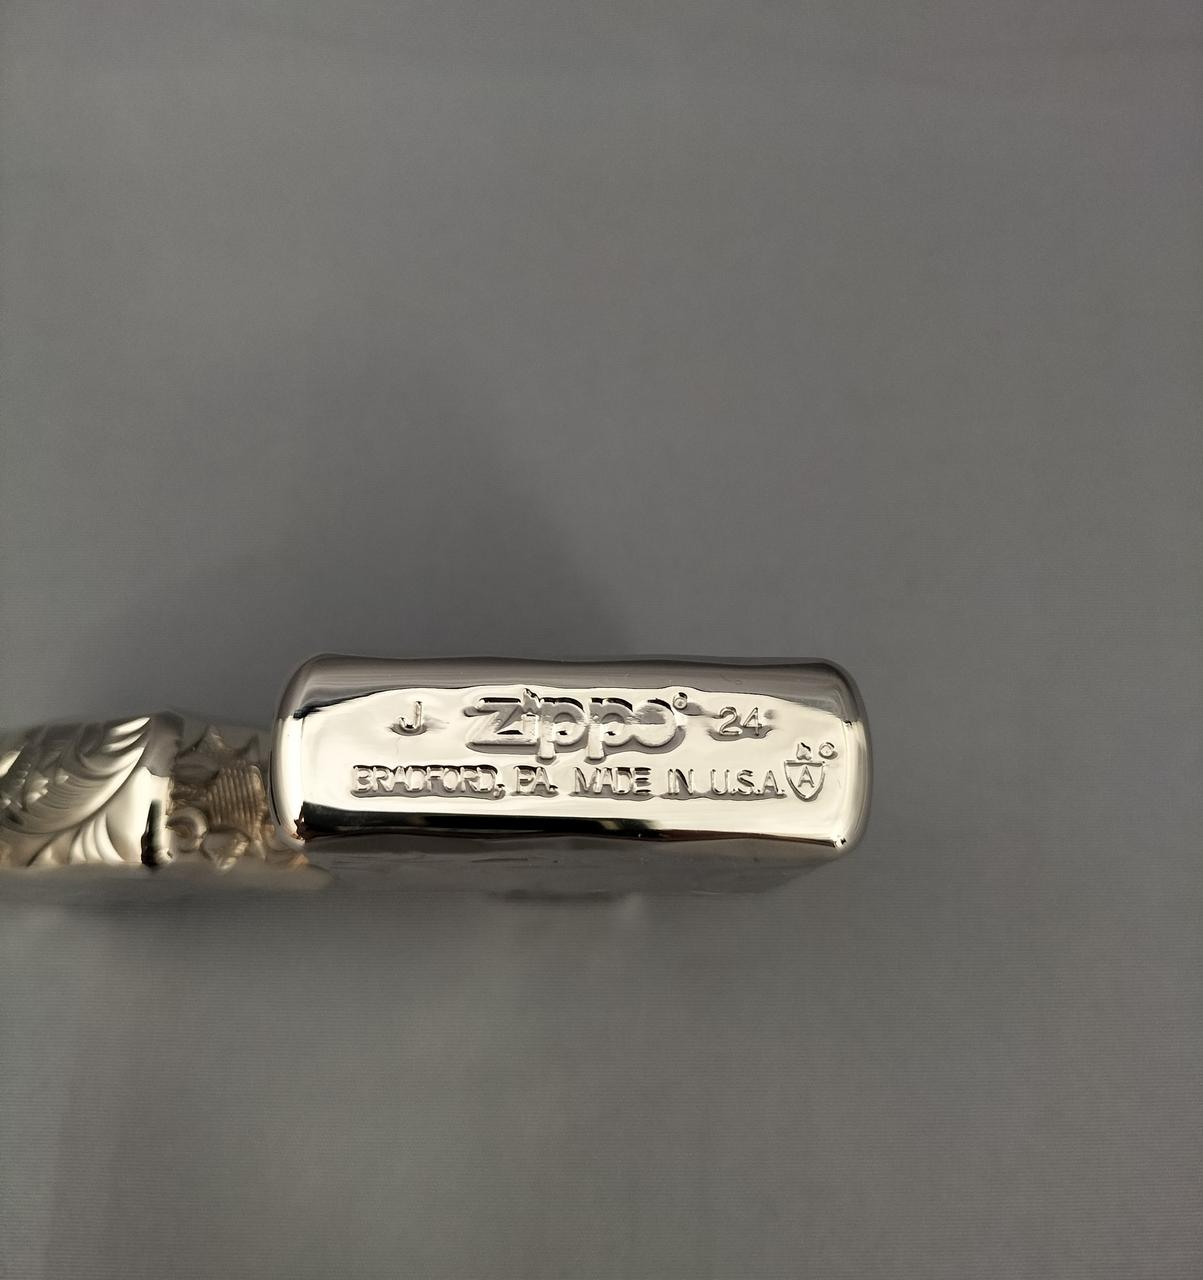 J Zippo® 24
BRADFORD, PA. MADE IN U.S.A.
A